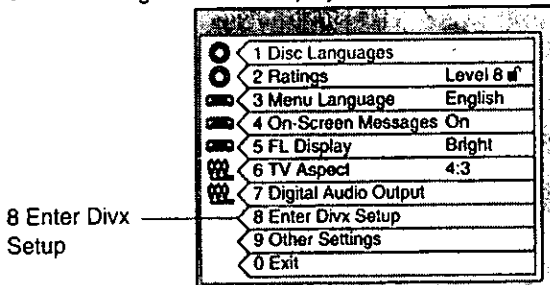 1 Disc Languages
2 Ratings Level 8
3 Menu Language English
4 On-Screen Messages On
5 FL Display Bright
6 TV Aspect 4:3
7 Digital Audio Output
8 Enter Divx Setup
9 Other Settings
0 Exit
8 Enter Divx
Setup